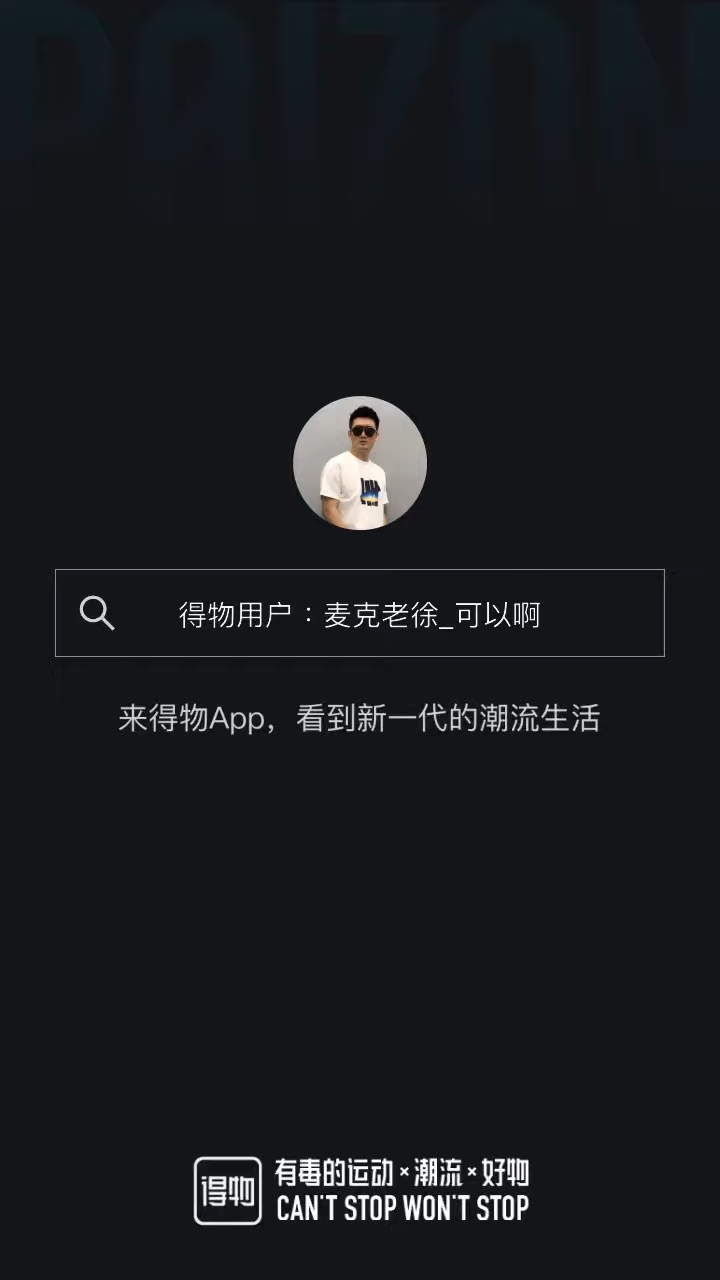 得物用户：麦克老徐_可以啊
来得物App，看到新一代的潮流生活
得物
有毒的运动×潮流×好物
CAN'T STOP WON'T STOP